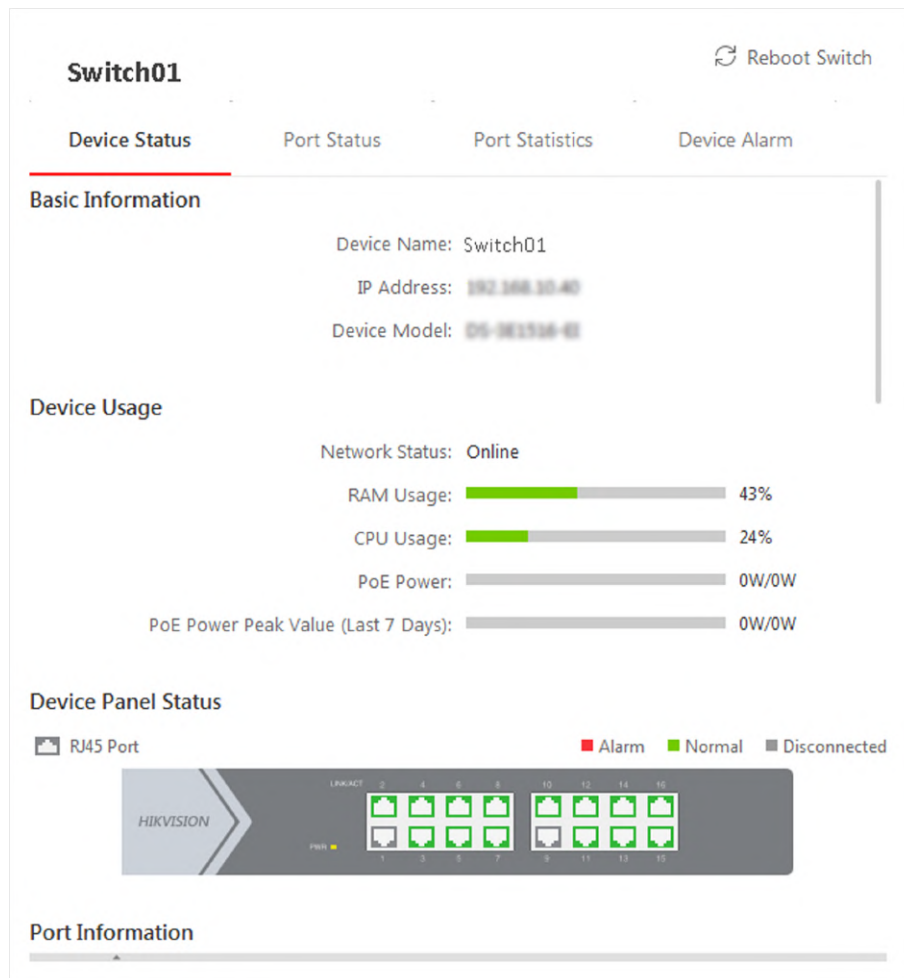 Switch01
Reboot Switch
Device Status Port Status Port Statistics Device Alarm
Basic Information
Device Name: Switch01
IP Address:
Device Model:
Device Usage
Network Status: Online
RAM Usage: 43%
CPU Usage: 24%
PoE Power: 0W/0W
PoE Power Peak Value (Last 7 Days): 0W/0W
Device Panel Status
RJ45 Port Alarm Normal Disconnected
LINK/ACT 2 4 6 8 10 12 14 16
HIKVISION
PWR
1 3 5 7 9 11 13 15
Port Information